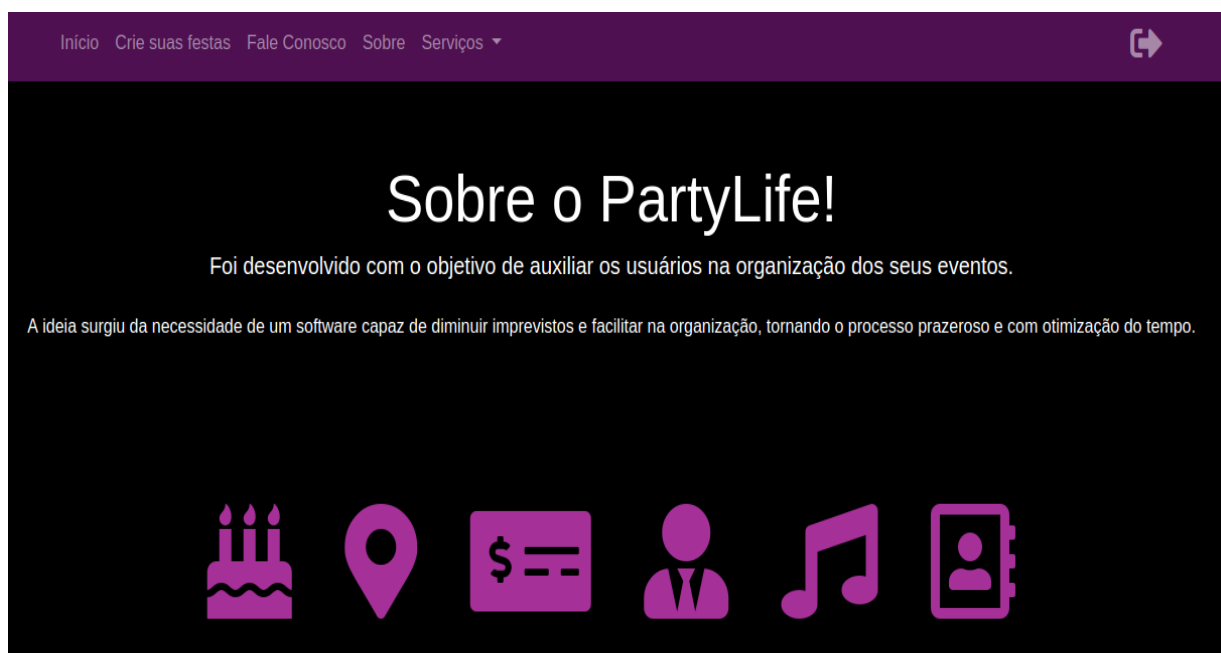 Início Crie suas festas Fale Conosco Sobre Serviços
Sobre o PartyLife!
Foi desenvolvido com o objetivo de auxiliar os usuários na organização dos seus eventos.
A ideia surgiu da necessidade de um software capaz de diminuir imprevistos e facilitar na organização, tornando o processo prazeroso e com otimização do tempo.
$